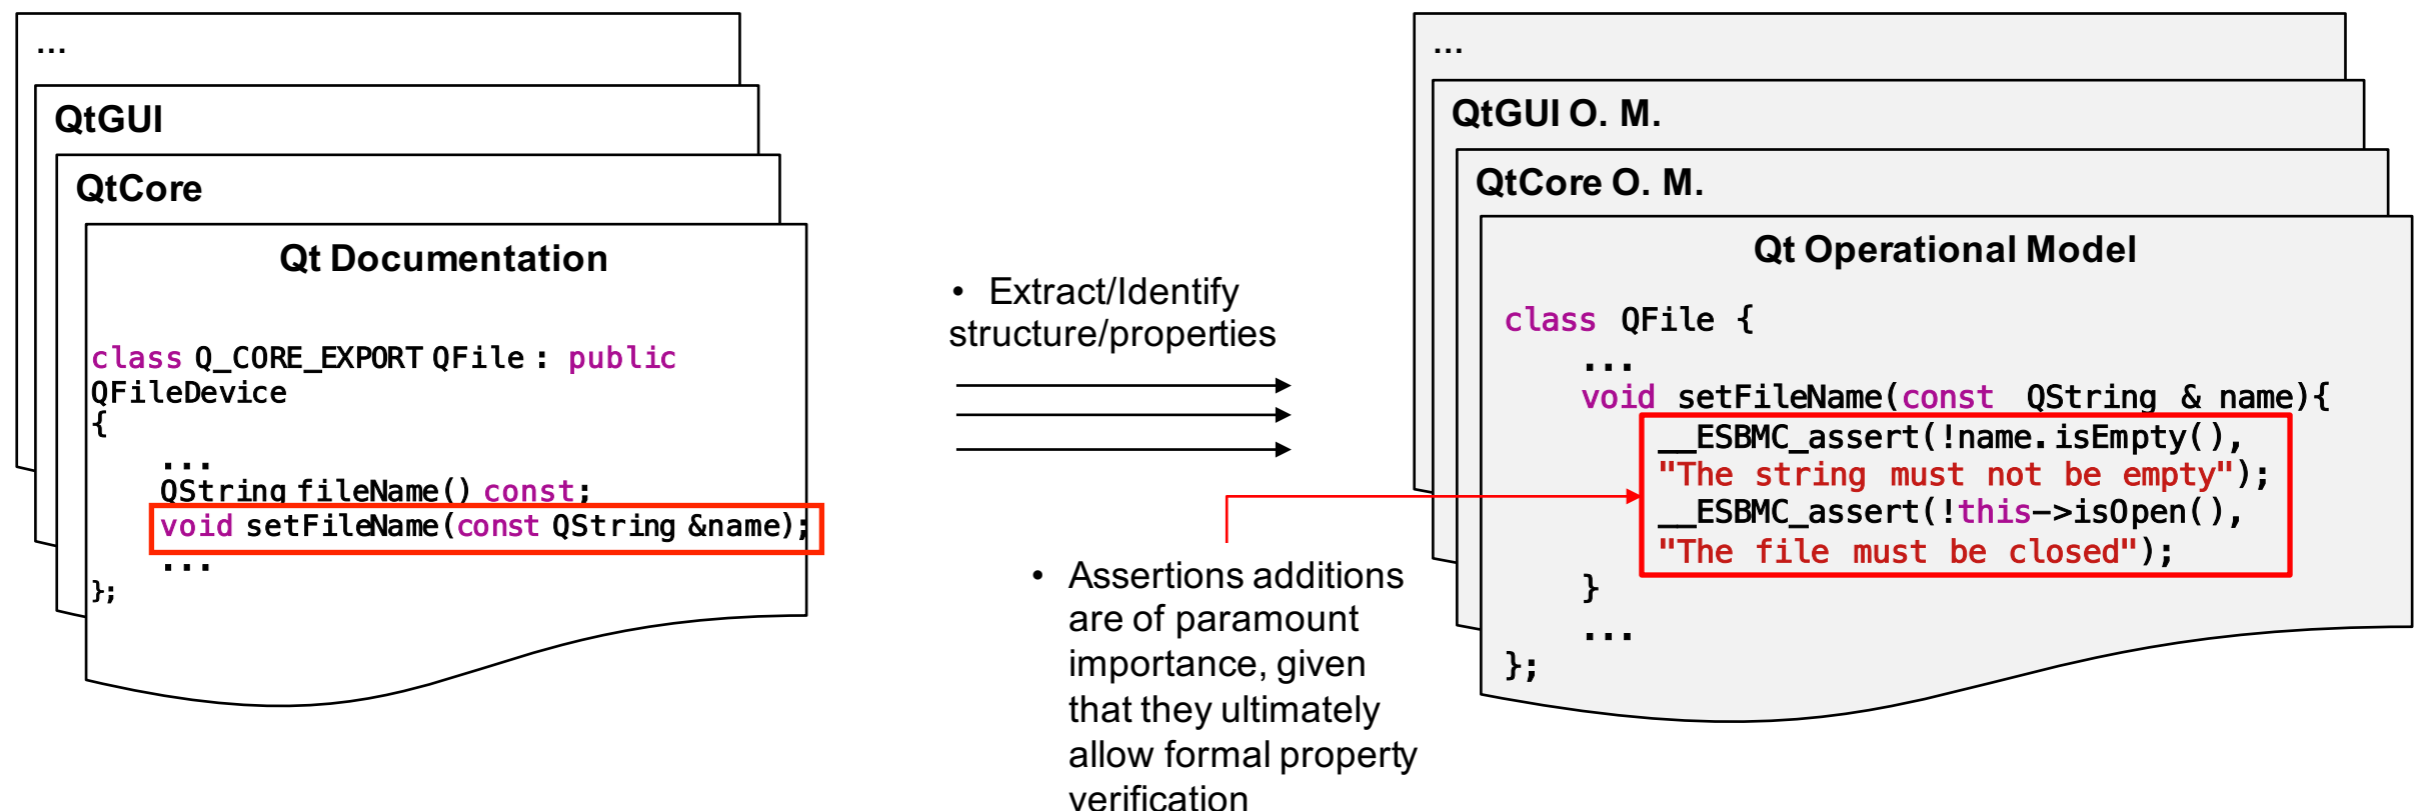 ...
QtGUI
QtCore
Qt Documentation
class Q_CORE_EXPORT QFile : public
QFileDevice
{
...
QString fileName() const;
void setFileName(const QString &name);
...
};
• Extract/Identify
structure/properties
• Assertions additions
are of paramount
importance, given
that they ultimately
allow formal property
verification
...
QtGUI O. M.
QtCore O. M.
Qt Operational Model
class QFile {
...
void setFileName(const QString & name){
__ESBMC_assert(!name.isEmpty(),
"The string must not be empty");
__ESBMC_assert(!this->isOpen(),
"The file must be closed");
}
...
};